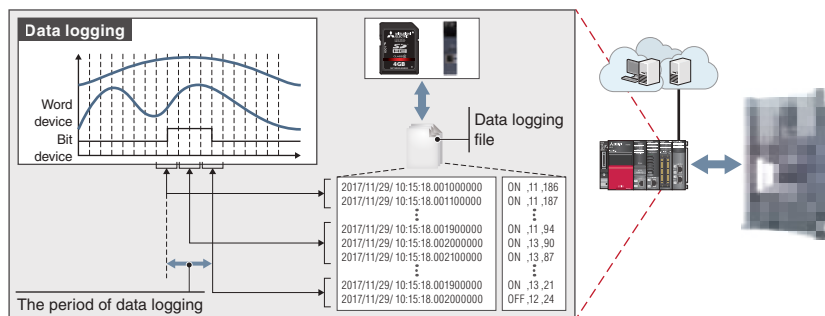 Data logging
Word
device
Bit
device
4GB
Data logging
file
2017/11/29/ 10:15:18.001000000 ON ,11 ,186
2017/11/29/ 10:15:18.001100000 ON ,11 ,187
2017/11/29/ 10:15:18.001900000 ON ,11 ,94
2017/11/29/ 10:15:18.002000000 ON ,13 ,90
2017/11/29/ 10:15:18.002100000 ON ,13 ,87
2017/11/29/ 10:15:18.001900000 ON ,13 ,21
2017/11/29/ 10:15:18.002000000 OFF ,12 ,24
The period of data logging